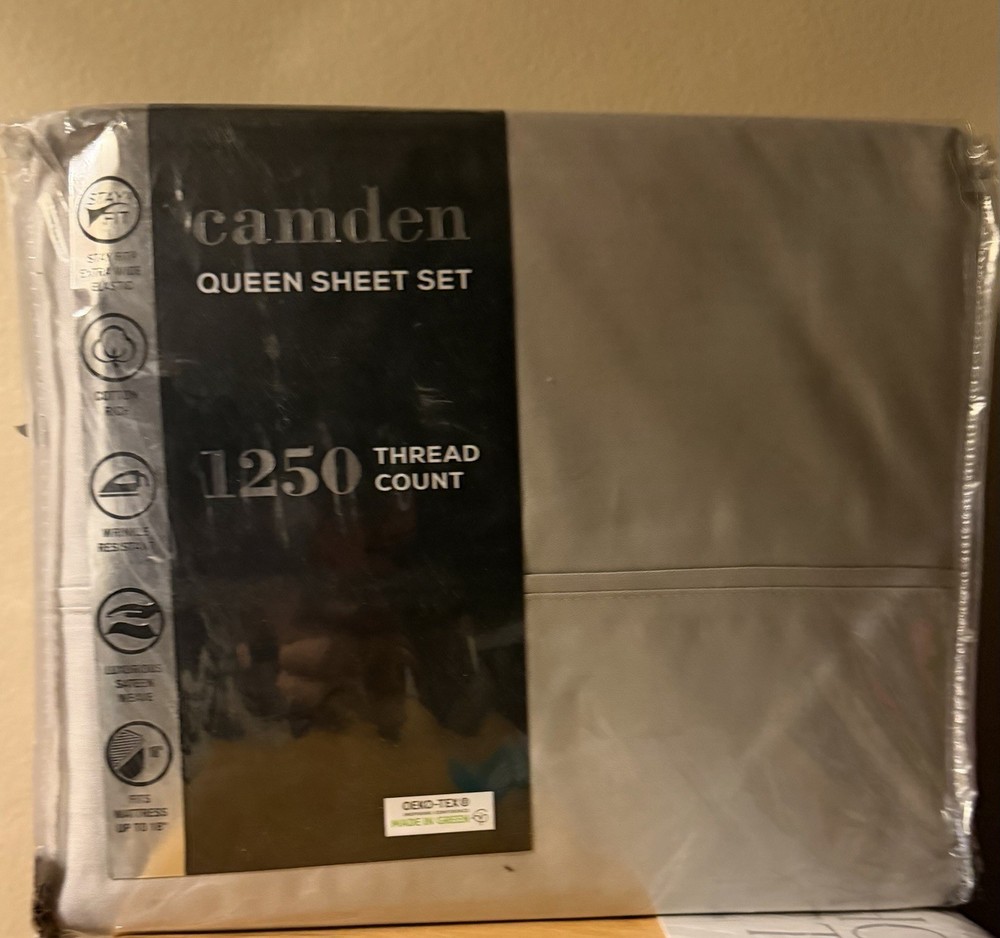 camden
QUEEN SHEET SET
1250 THREAD
COUNT
STAY
FIT
STAY FIT®
EXTRA WIDE
ELASTIC
COTTON
RICH
WRINKLE
RESISTANT
LUXURIOUS
SATEEN
WEAVE
18"
FITS
MATTRESS
UP TO 18"
OEKO-TEX®
MADE IN GREEN